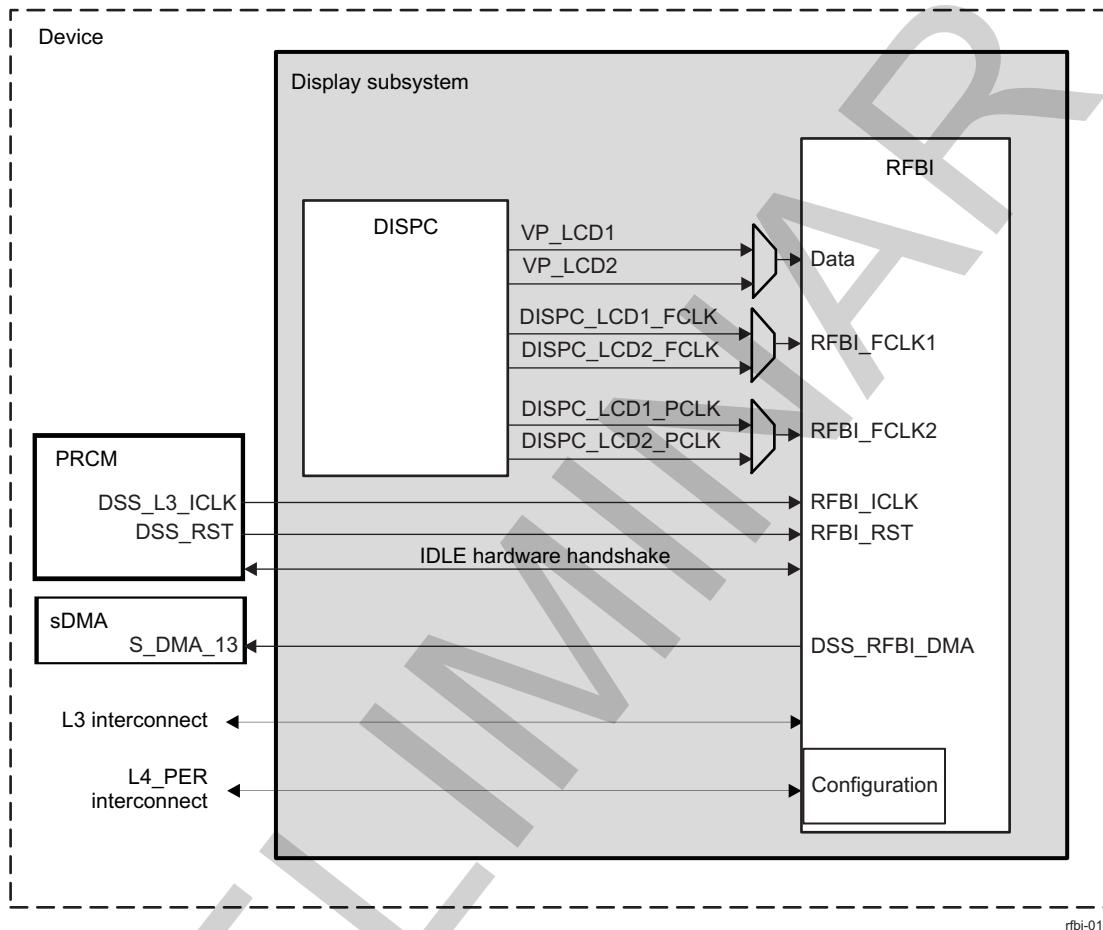 Device
Display subsystem
RFBI
DISPC
VP_LCD1
VP_LCD2
Data
DISPC_LCD1_FCLK
DISPC_LCD2_FCLK
RFBI_FCLK1
DISPC_LCD1_PCLK
DISPC_LCD2_PCLK
RFBI_FCLK2
PRCM
DSS_L3_ICLK
RFBI_ICLK
DSS_RST
RFBI_RST
IDLE hardware handshake
sDMA
S_DMA_13
DSS_RFBI_DMA
L3 interconnect
L4_PER
interconnect
Configuration
rfbi-01